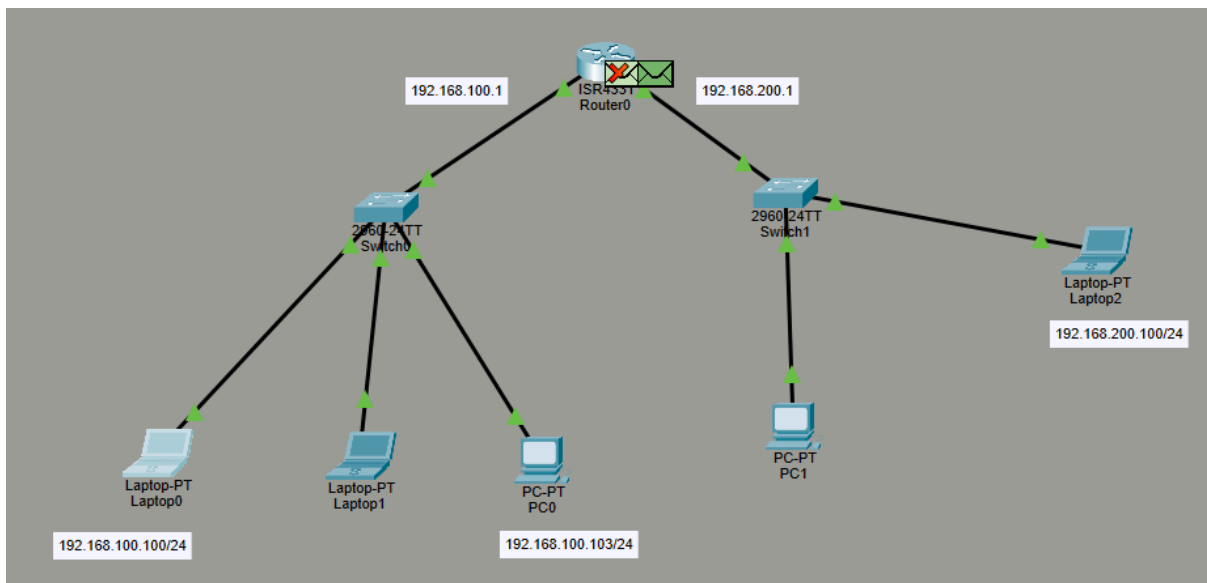 192.168.100.1
ISR4331
Router0
192.168.200.1
2960-24TT
Switch0
2960-24TT
Switch1
Laptop-PT
Laptop2
192.168.200.100/24
Laptop-PT
Laptop0
Laptop-PT
Laptop1
PC-PT
PC0
PC-PT
PC1
192.168.100.100/24
192.168.100.103/24